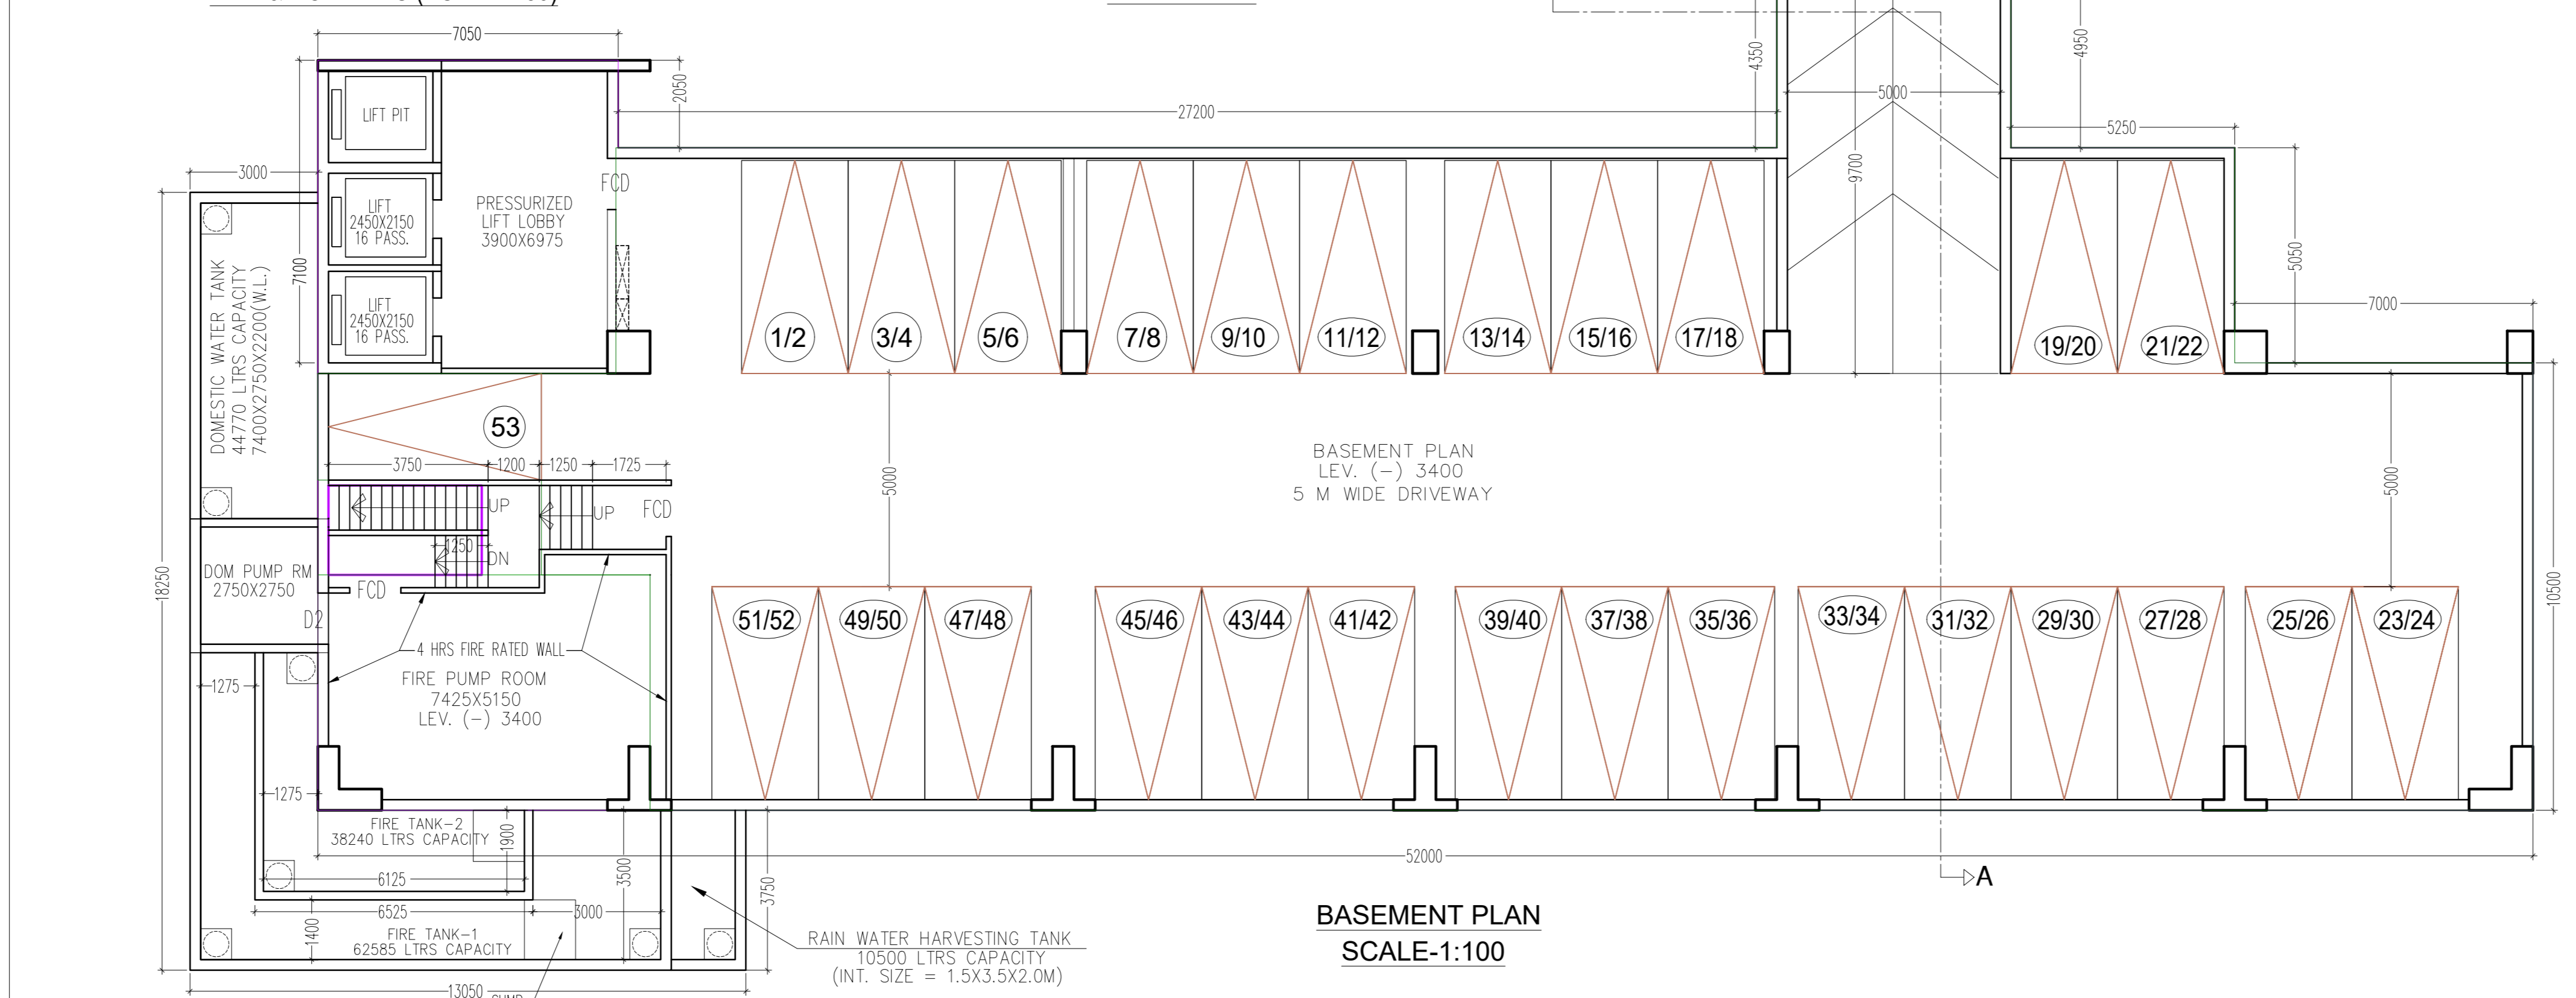 7050
4350
4950
LIFT PIT
2050
27200
5000
5250
3000
FCD
9700
PRESSURIZED
LIFT LOBBY
3900X6975
LIFT
2450X2150
16 PASS.
7100
5050
DOMESTIC WATER TANK
44770 LTRS CAPACITY
7400X2750X2200(W.L.)
LIFT
2450X2150
16 PASS.
7000
1/2
3/4
5/6
7/8
9/10
11/12
13/14
15/16
17/18
19/20
21/22
53
3750
1200
1250
1725
5000
BASEMENT PLAN
LEV. (-) 3400
5 M WIDE DRIVEWAY
5000
UP
UP
FCD
1250
DN
18250
DOM PUMP RM
2750X2750
FCD
D2
10500
51/52
49/50
47/48
45/46
43/44
41/42
39/40
37/38
35/36
33/34
31/32
29/30
27/28
25/26
23/24
4 HRS FIRE RATED WALL
FIRE PUMP ROOM
7425X5150
LEV. (-) 3400
1275
1275
FIRE TANK-2
38240 LTRS CAPACITY
1900
52000
6125
3500
3750
A
6525
3000
1400
FIRE TANK-1
62585 LTRS CAPACITY
BASEMENT PLAN
SCALE-1:100
RAIN WATER HARVESTING TANK
10500 LTRS CAPACITY
(INT. SIZE = 1.5X3.5X2.0M)
13050